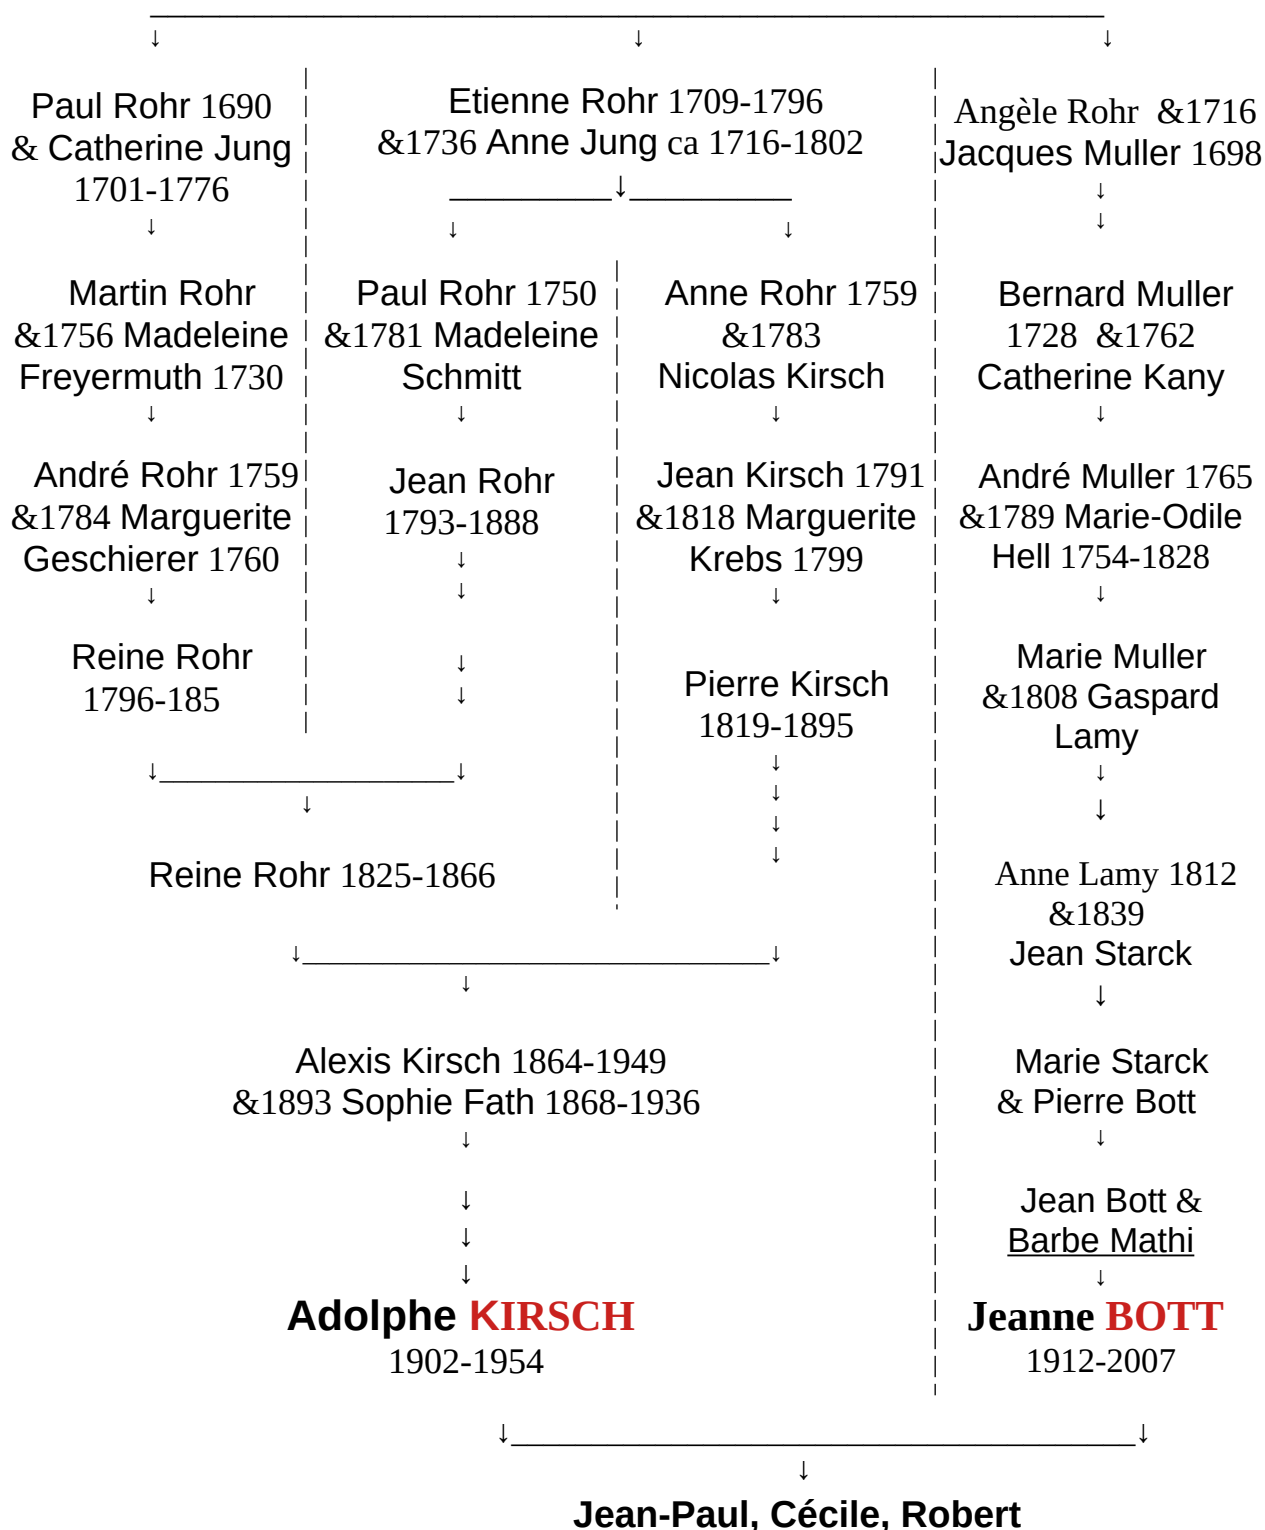 Paul Rohr 1690
& Catherine Jung
1701-1776
Etienne Rohr 1709-1796
&1736 Anne Jung ca 1716-1802
Angèle Rohr &1716
Jacques Muller 1698
Martin Rohr
&1756 Madeleine
Freyermuth 1730
Paul Rohr 1750
&1781 Madeleine
Schmitt
Anne Rohr 1759
&1783
Nicolas Kirsch
Bernard Muller
1728 &1762
Catherine Kany
André Rohr 1759
&1784 Marguerite
Geschierer 1760
Jean Rohr
1793-1888
Jean Kirsch 1791
&1818 Marguerite
Krebs 1799
André Muller 1765
&1789 Marie-Odile
Hell 1754-1828
Reine Rohr
1796-185
Pierre Kirsch
1819-1895
Marie Muller
&1808 Gaspard
Lamy
Reine Rohr 1825-1866
Anne Lamy 1812
&1839
Jean Starck
Alexis Kirsch 1864-1949
&1893 Sophie Fath 1868-1936
Marie Starck
& Pierre Bott
Jean Bott &
Barbe Mathi
Adolphe KIRSCH
1902-1954
Jeanne BOTT
1912-2007
Jean-Paul, Cécile, Robert